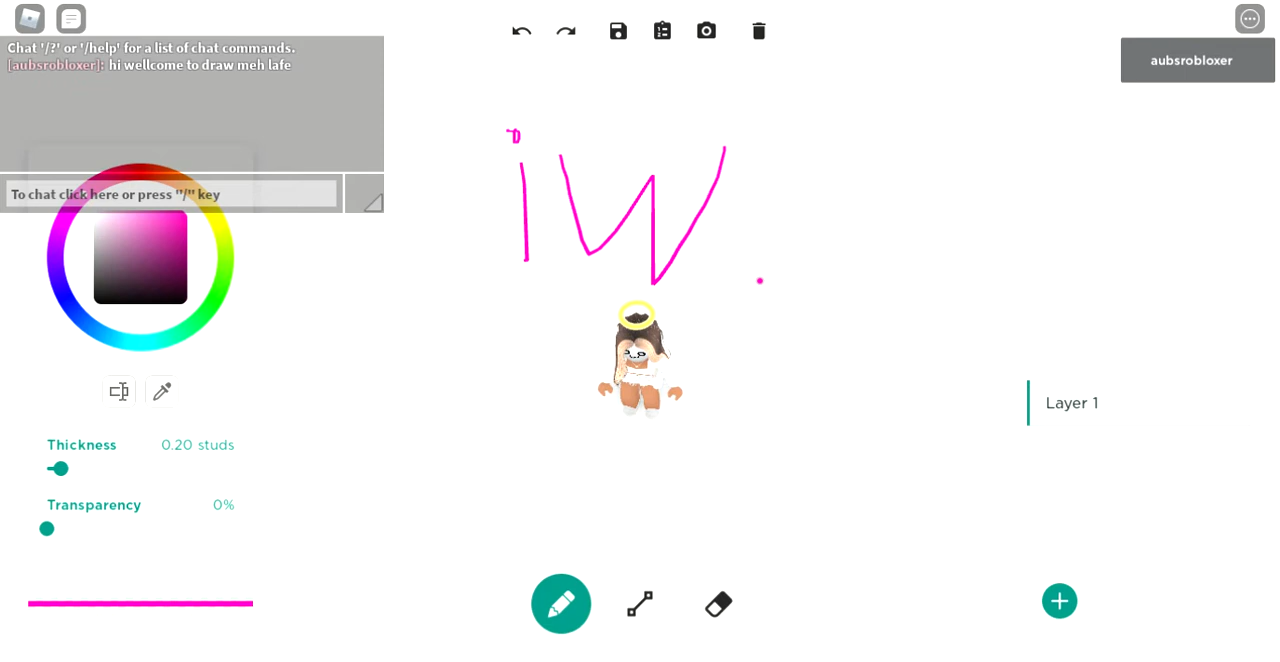 Chat '/?' or '/help' for a list of chat commands.
[aubsrobloxer]: hi wellcome to draw meh lafe
aubsrobloxer
To chat click here or press "/" key
iW.
Layer 1
Thickness 0.20 studs
Transparency 0%